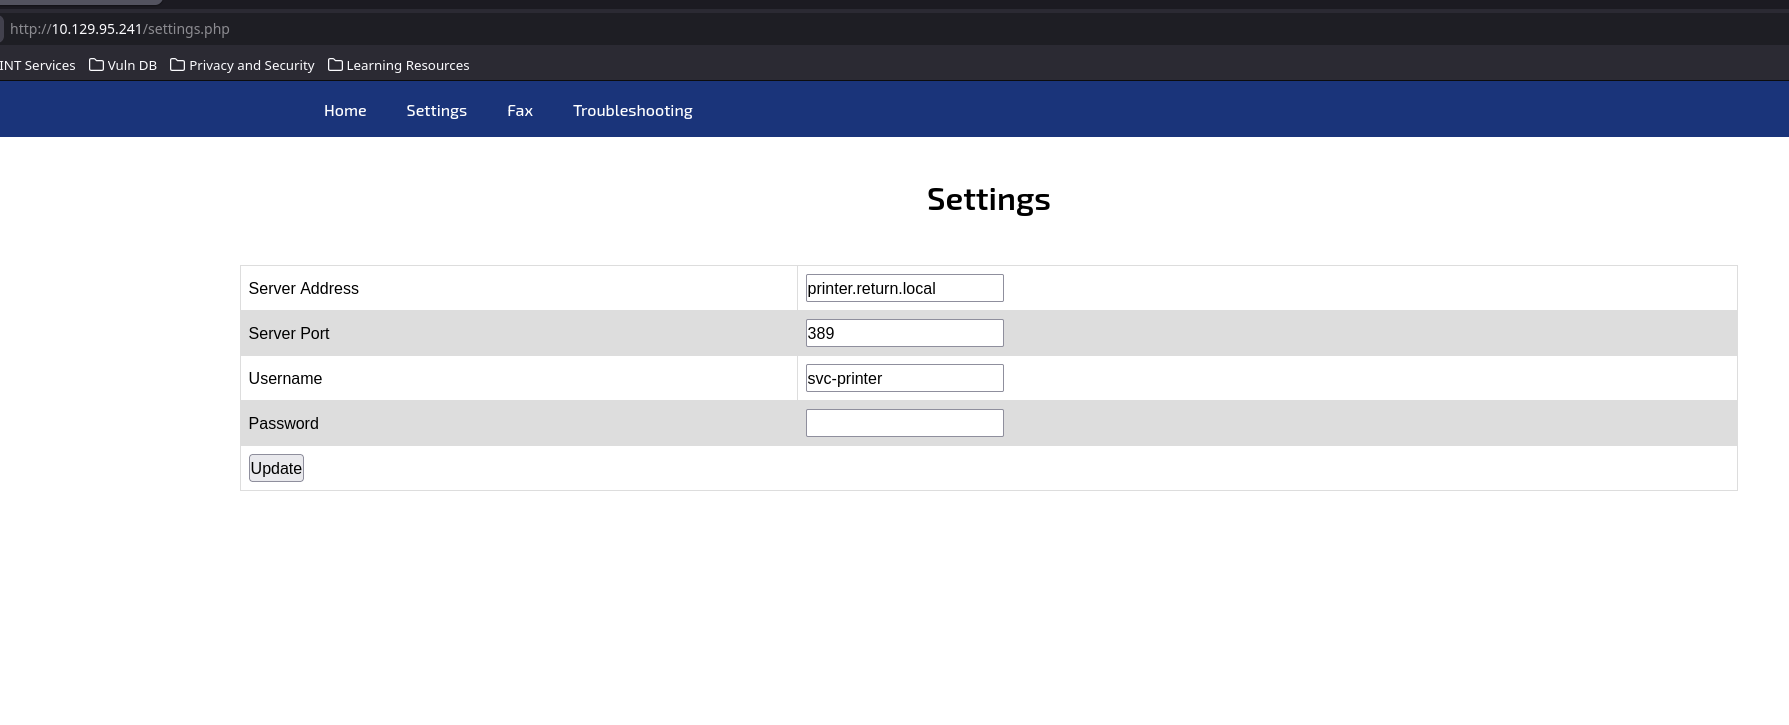 http://10.129.95.241/settings.php
INT Services Vuln DB Privacy and Security Learning Resources
Home Settings Fax Troubleshooting
Settings
Server Address printer.return.local
Server Port 389
Username svc-printer
Password
Update